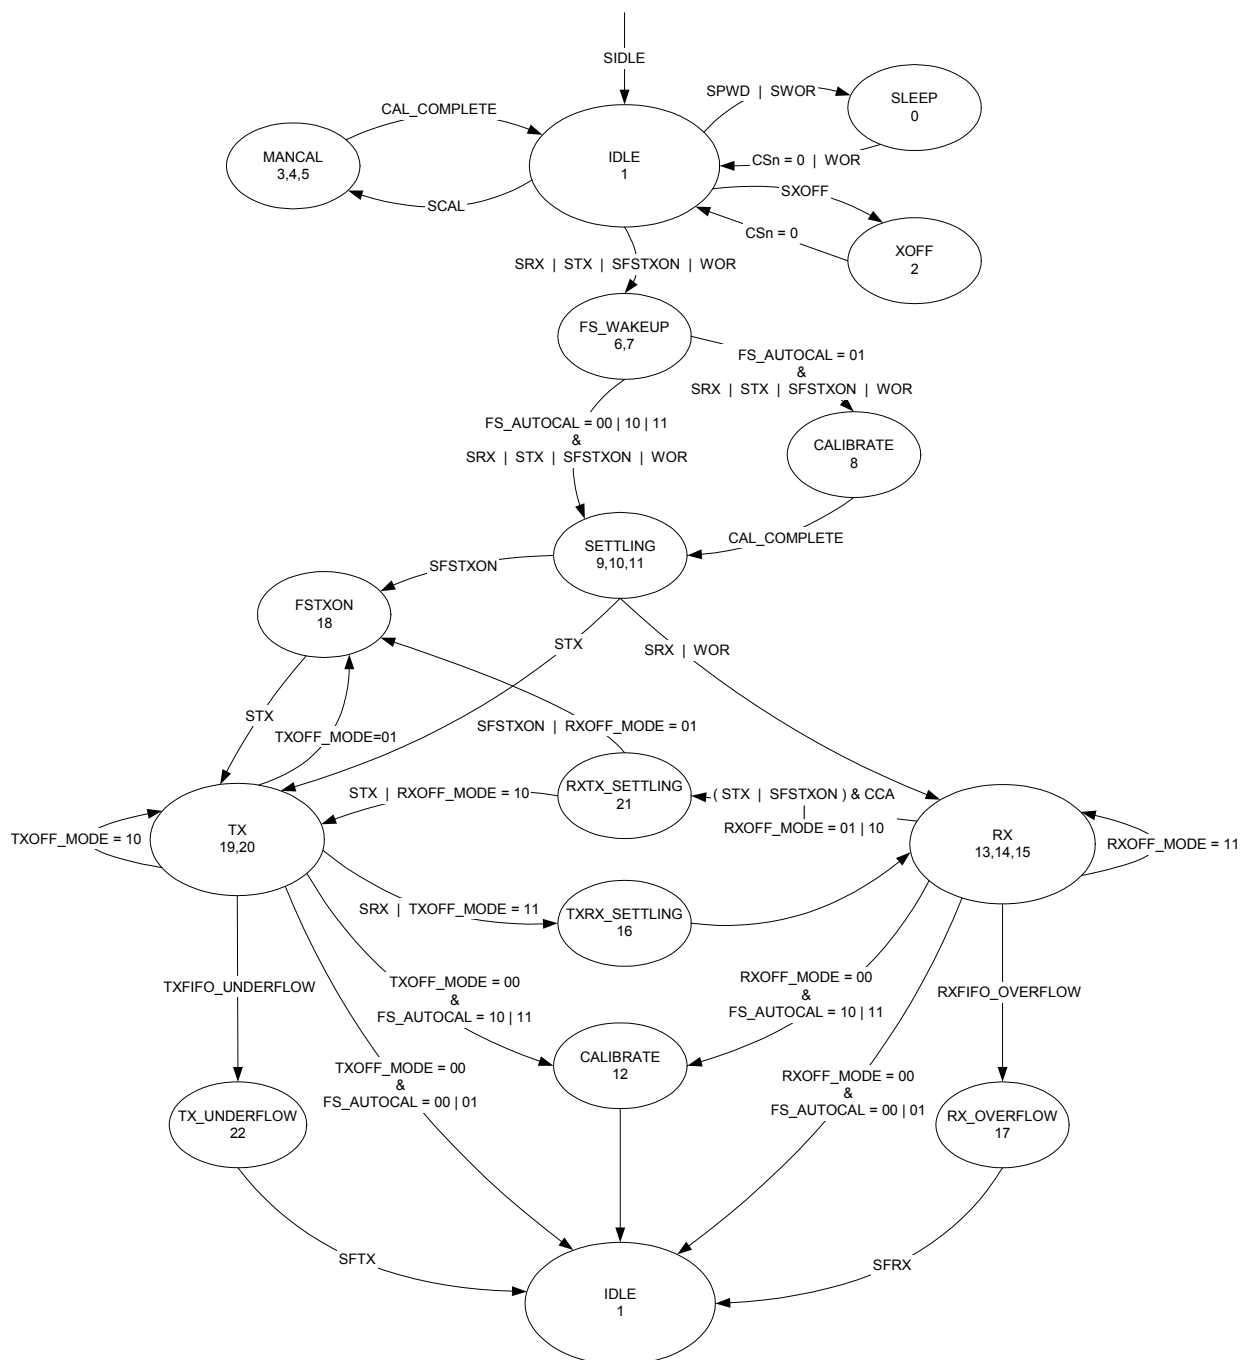 SIDLE
SPWD | SWOR
SLEEP
0
CAL_COMPLETE
MANCAL
3,4,5
IDLE
1
CSn = 0 | WOR
SXOFF
SCAL
CSn = 0
XOFF
2
SRX | STX | SFSTXON | WOR
FS_WAKEUP
6,7
FS_AUTOCAL = 01
&
SRX | STX | SFSTXON | WOR
FS_AUTOCAL = 00 | 10 | 11
&
SRX | STX | SFSTXON | WOR
CALIBRATE
8
SETTLING
9,10,11
CAL_COMPLETE
SFSTXON
FSTXON
18
STX
SRX | WOR
STX
TXOFF_MODE=01
SFSTXON | RXOFF_MODE = 01
RXTX_SETTLING
21
STX | RXOFF_MODE = 10
( STX | SFSTXON ) & CCA
|
RXOFF_MODE = 01 | 10
TXOFF_MODE = 10
TX
19,20
RX
13,14,15
RXOFF_MODE = 11
SRX | TXOFF_MODE = 11
TXRX_SETTLING
16
TXFIFO_UNDERFLOW
TXOFF_MODE = 00
&
FS_AUTOCAL = 10 | 11
RXOFF_MODE = 00
&
FS_AUTOCAL = 10 | 11
RXFIFO_OVERFLOW
CALIBRATE
12
TXOFF_MODE = 00
&
FS_AUTOCAL = 00 | 01
RXOFF_MODE = 00
&
FS_AUTOCAL = 00 | 01
TX_UNDERFLOW
22
RX_OVERFLOW
17
SFTX
SFRX
IDLE
1